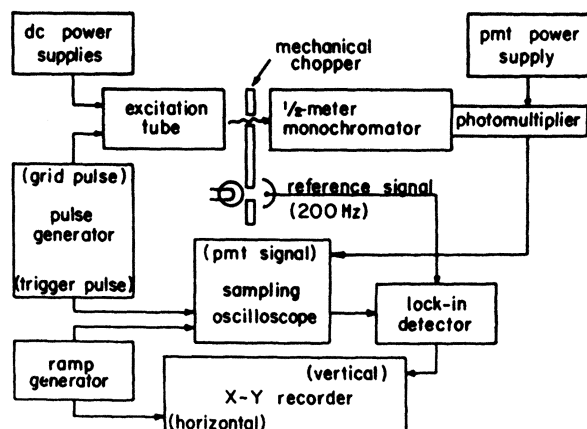 dc power
supplies
mechanical
chopper
pmt power
supply
excitation
tube
1/2-meter
monochromator
photomultiplier
(grid pulse)
pulse
generator
(trigger pulse)
reference signal
(200 Hz)
(pmt signal)
sampling
oscilloscope
lock-in
detector
ramp
generator
(vertical)
X-Y recorder
(horizontal)